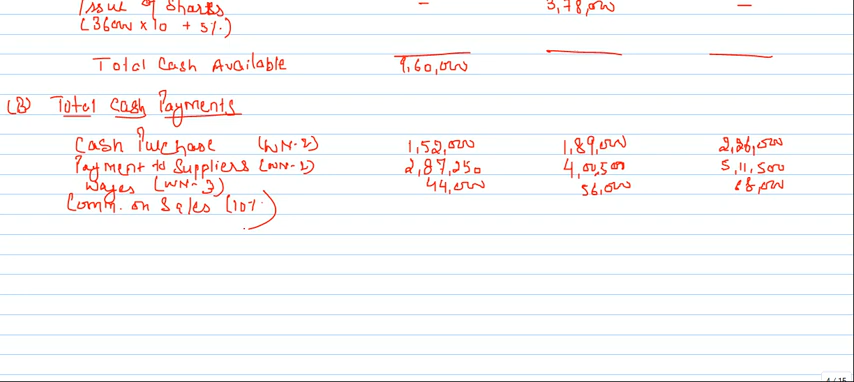 Issue of Shares - 3,78,000 -
(36000 x 10 + 5%)
Total Cash Available 9,60,000
(B) Total Cash Payments
Cash Purchase (WN-2) 1,52,000 1,89,000 2,26,000
Payment to Suppliers (WN-2) 2,87,250 4,00,500 5,11,500
Wages (WN-3) 44,000 56,000 68,000
Comm. on Sales (10%)
4 / 15